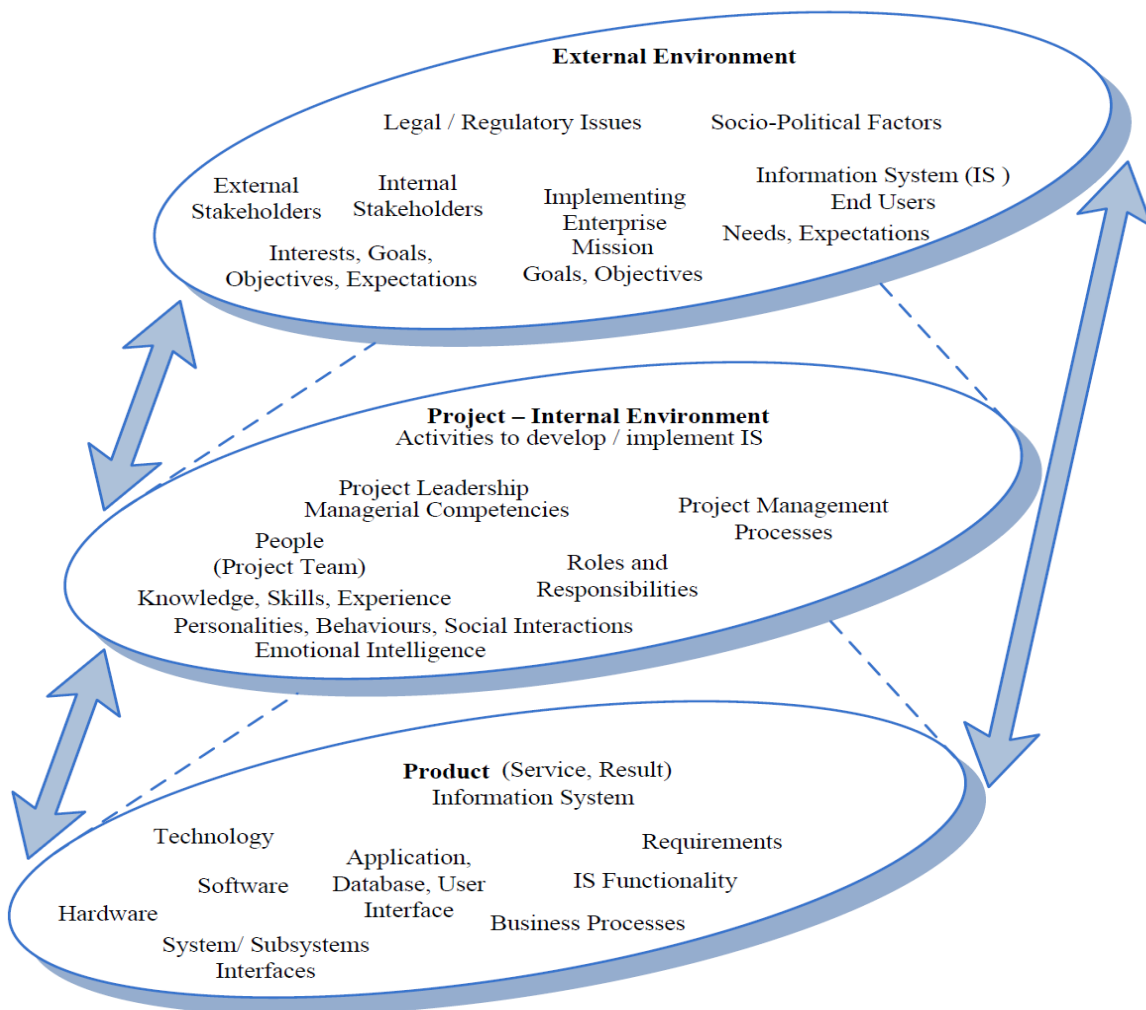 External Environment
Legal / Regulatory Issues
Socio-Political Factors
External
Stakeholders
Internal
Stakeholders
Interests, Goals,
Objectives, Expectations
Implementing
Enterprise
Mission
Goals, Objectives
Information System (IS )
End Users
Needs, Expectations
Project – Internal Environment
Activities to develop / implement IS
Project Leadership
Managerial Competencies
Project Management
Processes
People
(Project Team)
Roles and
Responsibilities
Knowledge, Skills, Experience
Personalities, Behaviours, Social Interactions
Emotional Intelligence
Product (Service, Result)
Information System
Technology
Requirements
Software
Application,
Database, User
Interface
IS Functionality
Hardware
Business Processes
System/ Subsystems
Interfaces